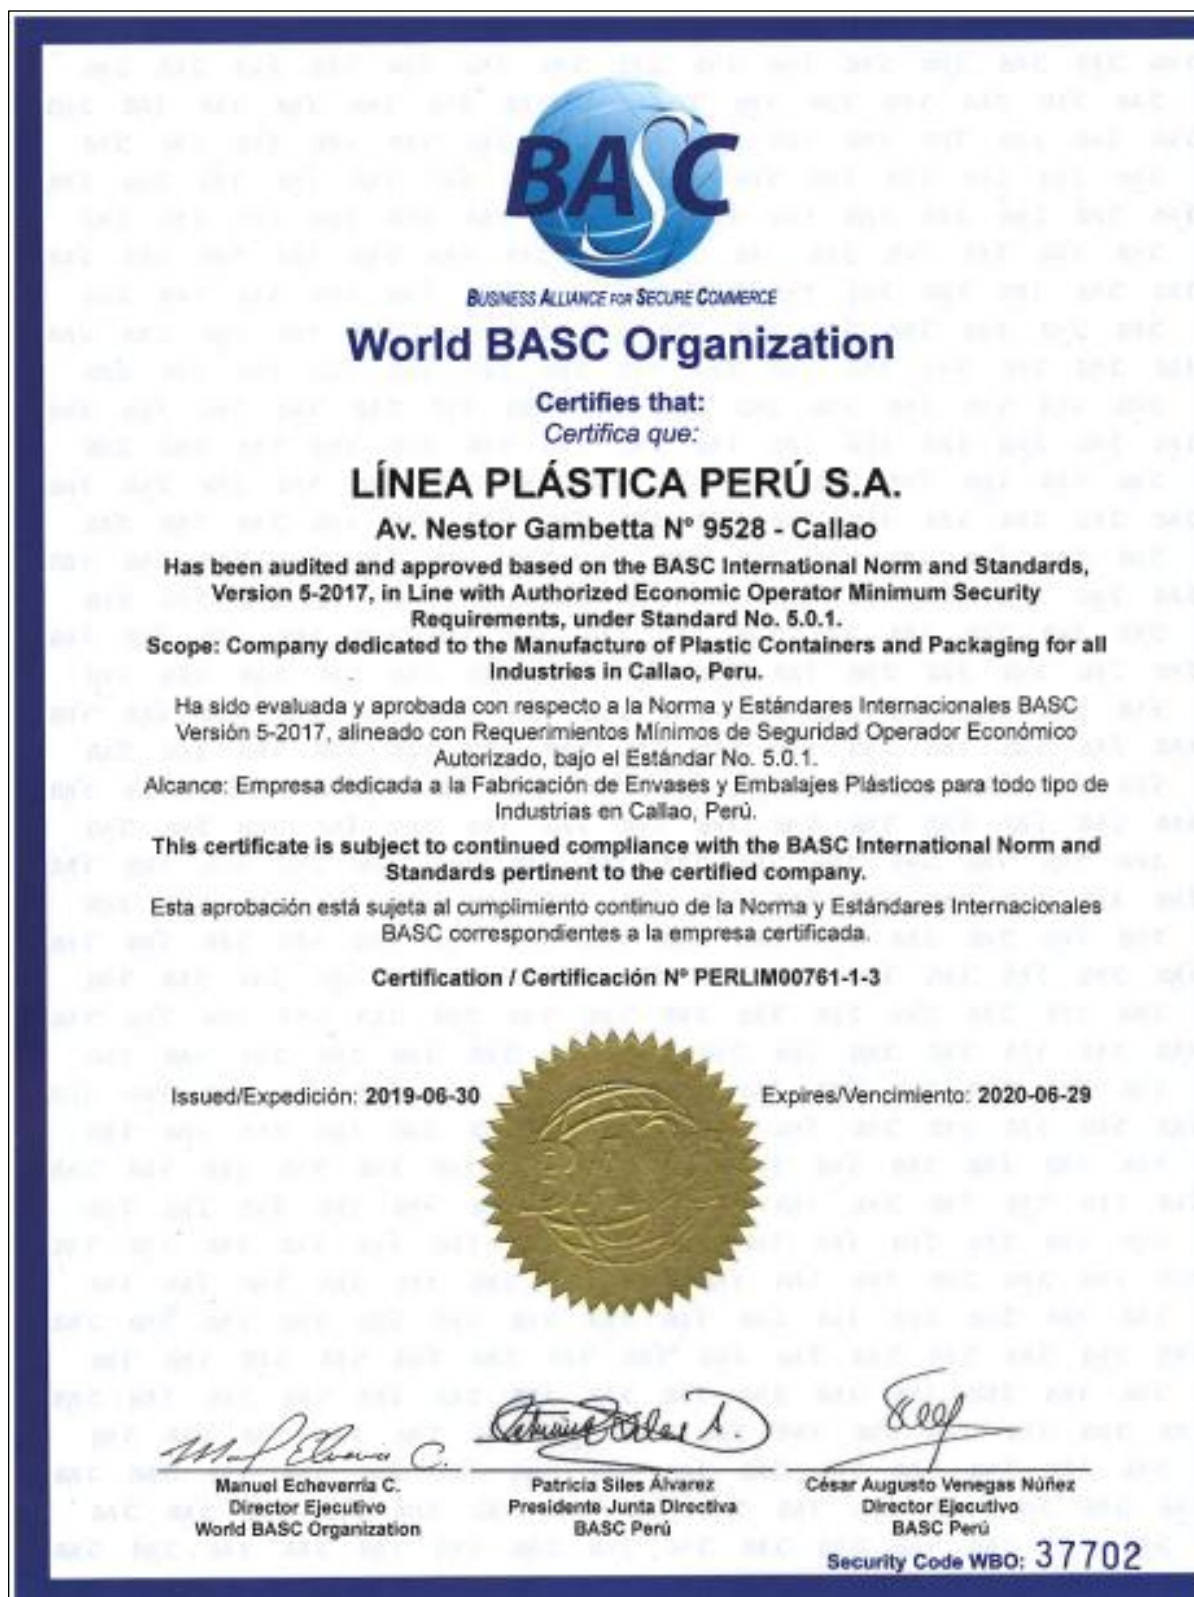 BASC
BUSINESS ALLIANCE FOR SECURE COMMERCE
World BASC Organization
Certifies that:
Certifica que:
LÍNEA PLÁSTICA PERÚ S.A.
Av. Nestor Gambetta Nº 9528 - Callao
Has been audited and approved based on the BASC International Norm and Standards,
Version 5-2017, in Line with Authorized Economic Operator Minimum Security
Requirements, under Standard No. 5.0.1.
Scope: Company dedicated to the Manufacture of Plastic Containers and Packaging for all
Industries in Callao, Peru.
Ha sido evaluada y aprobada con respecto a la Norma y Estándares Internacionales BASC
Versión 5-2017, alineado con Requerimientos Mínimos de Seguridad Operador Económico
Autorizado, bajo el Estándar No. 5.0.1.
Alcance: Empresa dedicada a la Fabricación de Envases y Embalajes Plásticos para todo tipo de
Industrias en Callao, Perú.
This certificate is subject to continued compliance with the BASC International Norm and
Standards pertinent to the certified company.
Esta aprobación está sujeta al cumplimiento continuo de la Norma y Estándares Internacionales
BASC correspondientes a la empresa certificada.
Certification / Certificación Nº PERLIM00761-1-3
Issued/Expedición: 2019-06-30
Expires/Vencimiento: 2020-06-29
BASC
Manuel Echeverría C.
Director Ejecutivo
World BASC Organization
Patricia Siles Álvarez
Presidente Junta Directiva
BASC Perú
César Augusto Venegas Núñez
Director Ejecutivo
BASC Perú
Security Code WBO: 37702